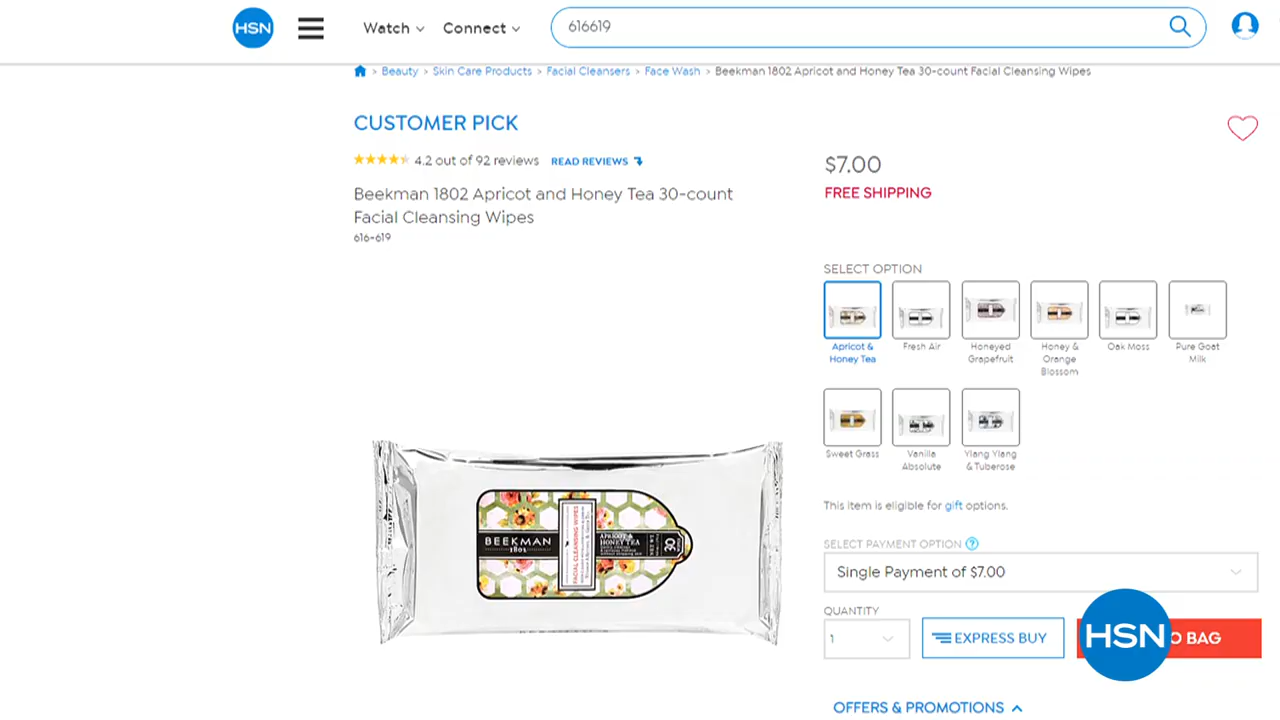 HSN
Watch
Connect
616619
> Beauty > Skin Care Products > Facial Cleansers > Face Wash > Beekman 1802 Apricot and Honey Tea 30-count Facial Cleansing Wipes
CUSTOMER PICK
4.2 out of 92 reviews READ REVIEWS
Beekman 1802 Apricot and Honey Tea 30-count
Facial Cleansing Wipes
616-619
$7.00
FREE SHIPPING
SELECT OPTION
Apricot &
Honey Tea
Fresh Air
Honeyed
Grapefruit
Honey &
Orange
Blossom
Oak Moss
Pure Goat
Milk
Sweet Grass
Vanilla
Absolute
Ylang Ylang
& Tuberose
This item is eligible for gift options.
SELECT PAYMENT OPTION ?
Single Payment of $7.00
QUANTITY
1
EXPRESS BUY
HSN
O BAG
OFFERS & PROMOTIONS
BEEKMAN
1802
FACIAL CLEANSING WIPES
APRICOT &
HONEY TEA
30